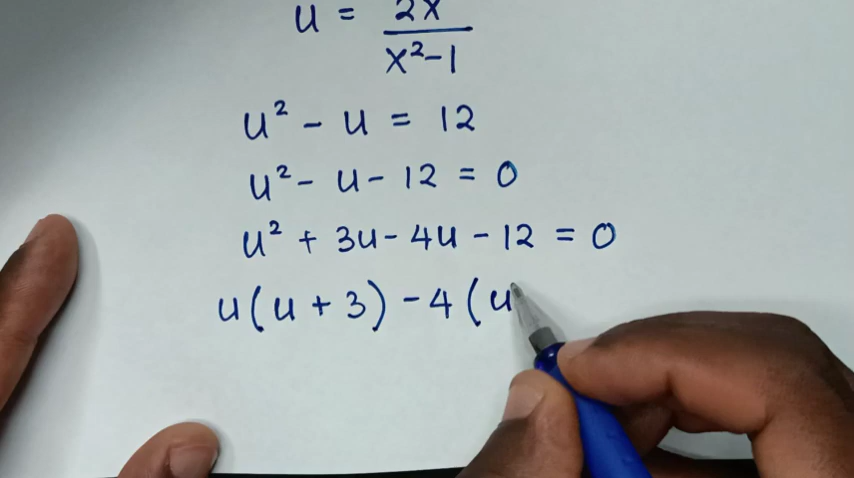 u = 2x / x²-1
u² - u = 12
u² - u - 12 = 0
u² + 3u - 4u - 12 = 0
u(u + 3) - 4(u